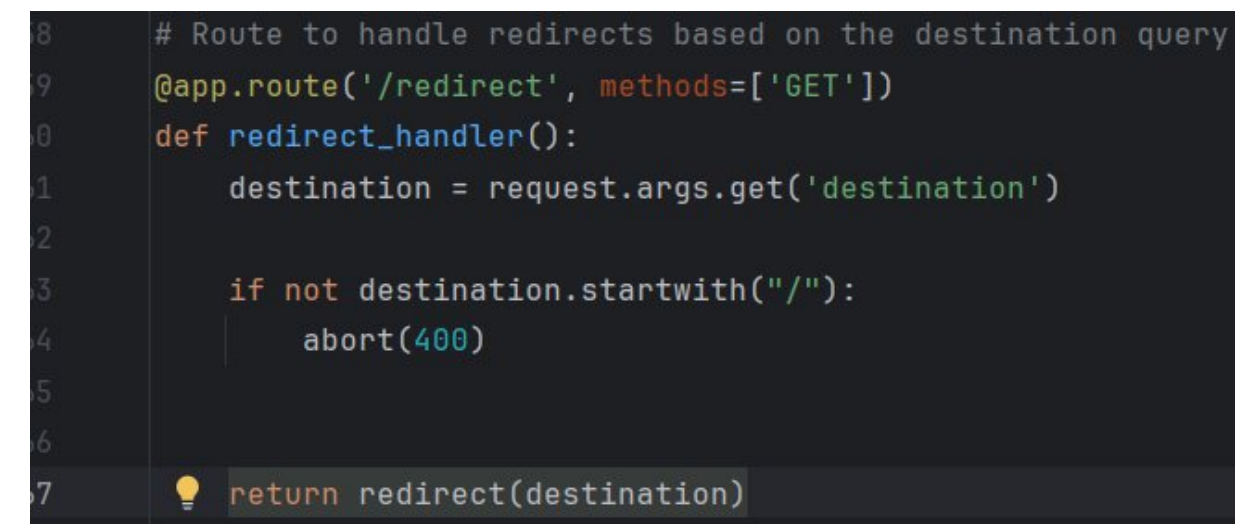 58 # Route to handle redirects based on the destination query
59 @app.route('/redirect', methods=['GET'])
60 def redirect_handler():
61 destination = request.args.get('destination')
62
63 if not destination.startwith("/"):
64 abort(400)
65
66
67 return redirect(destination)